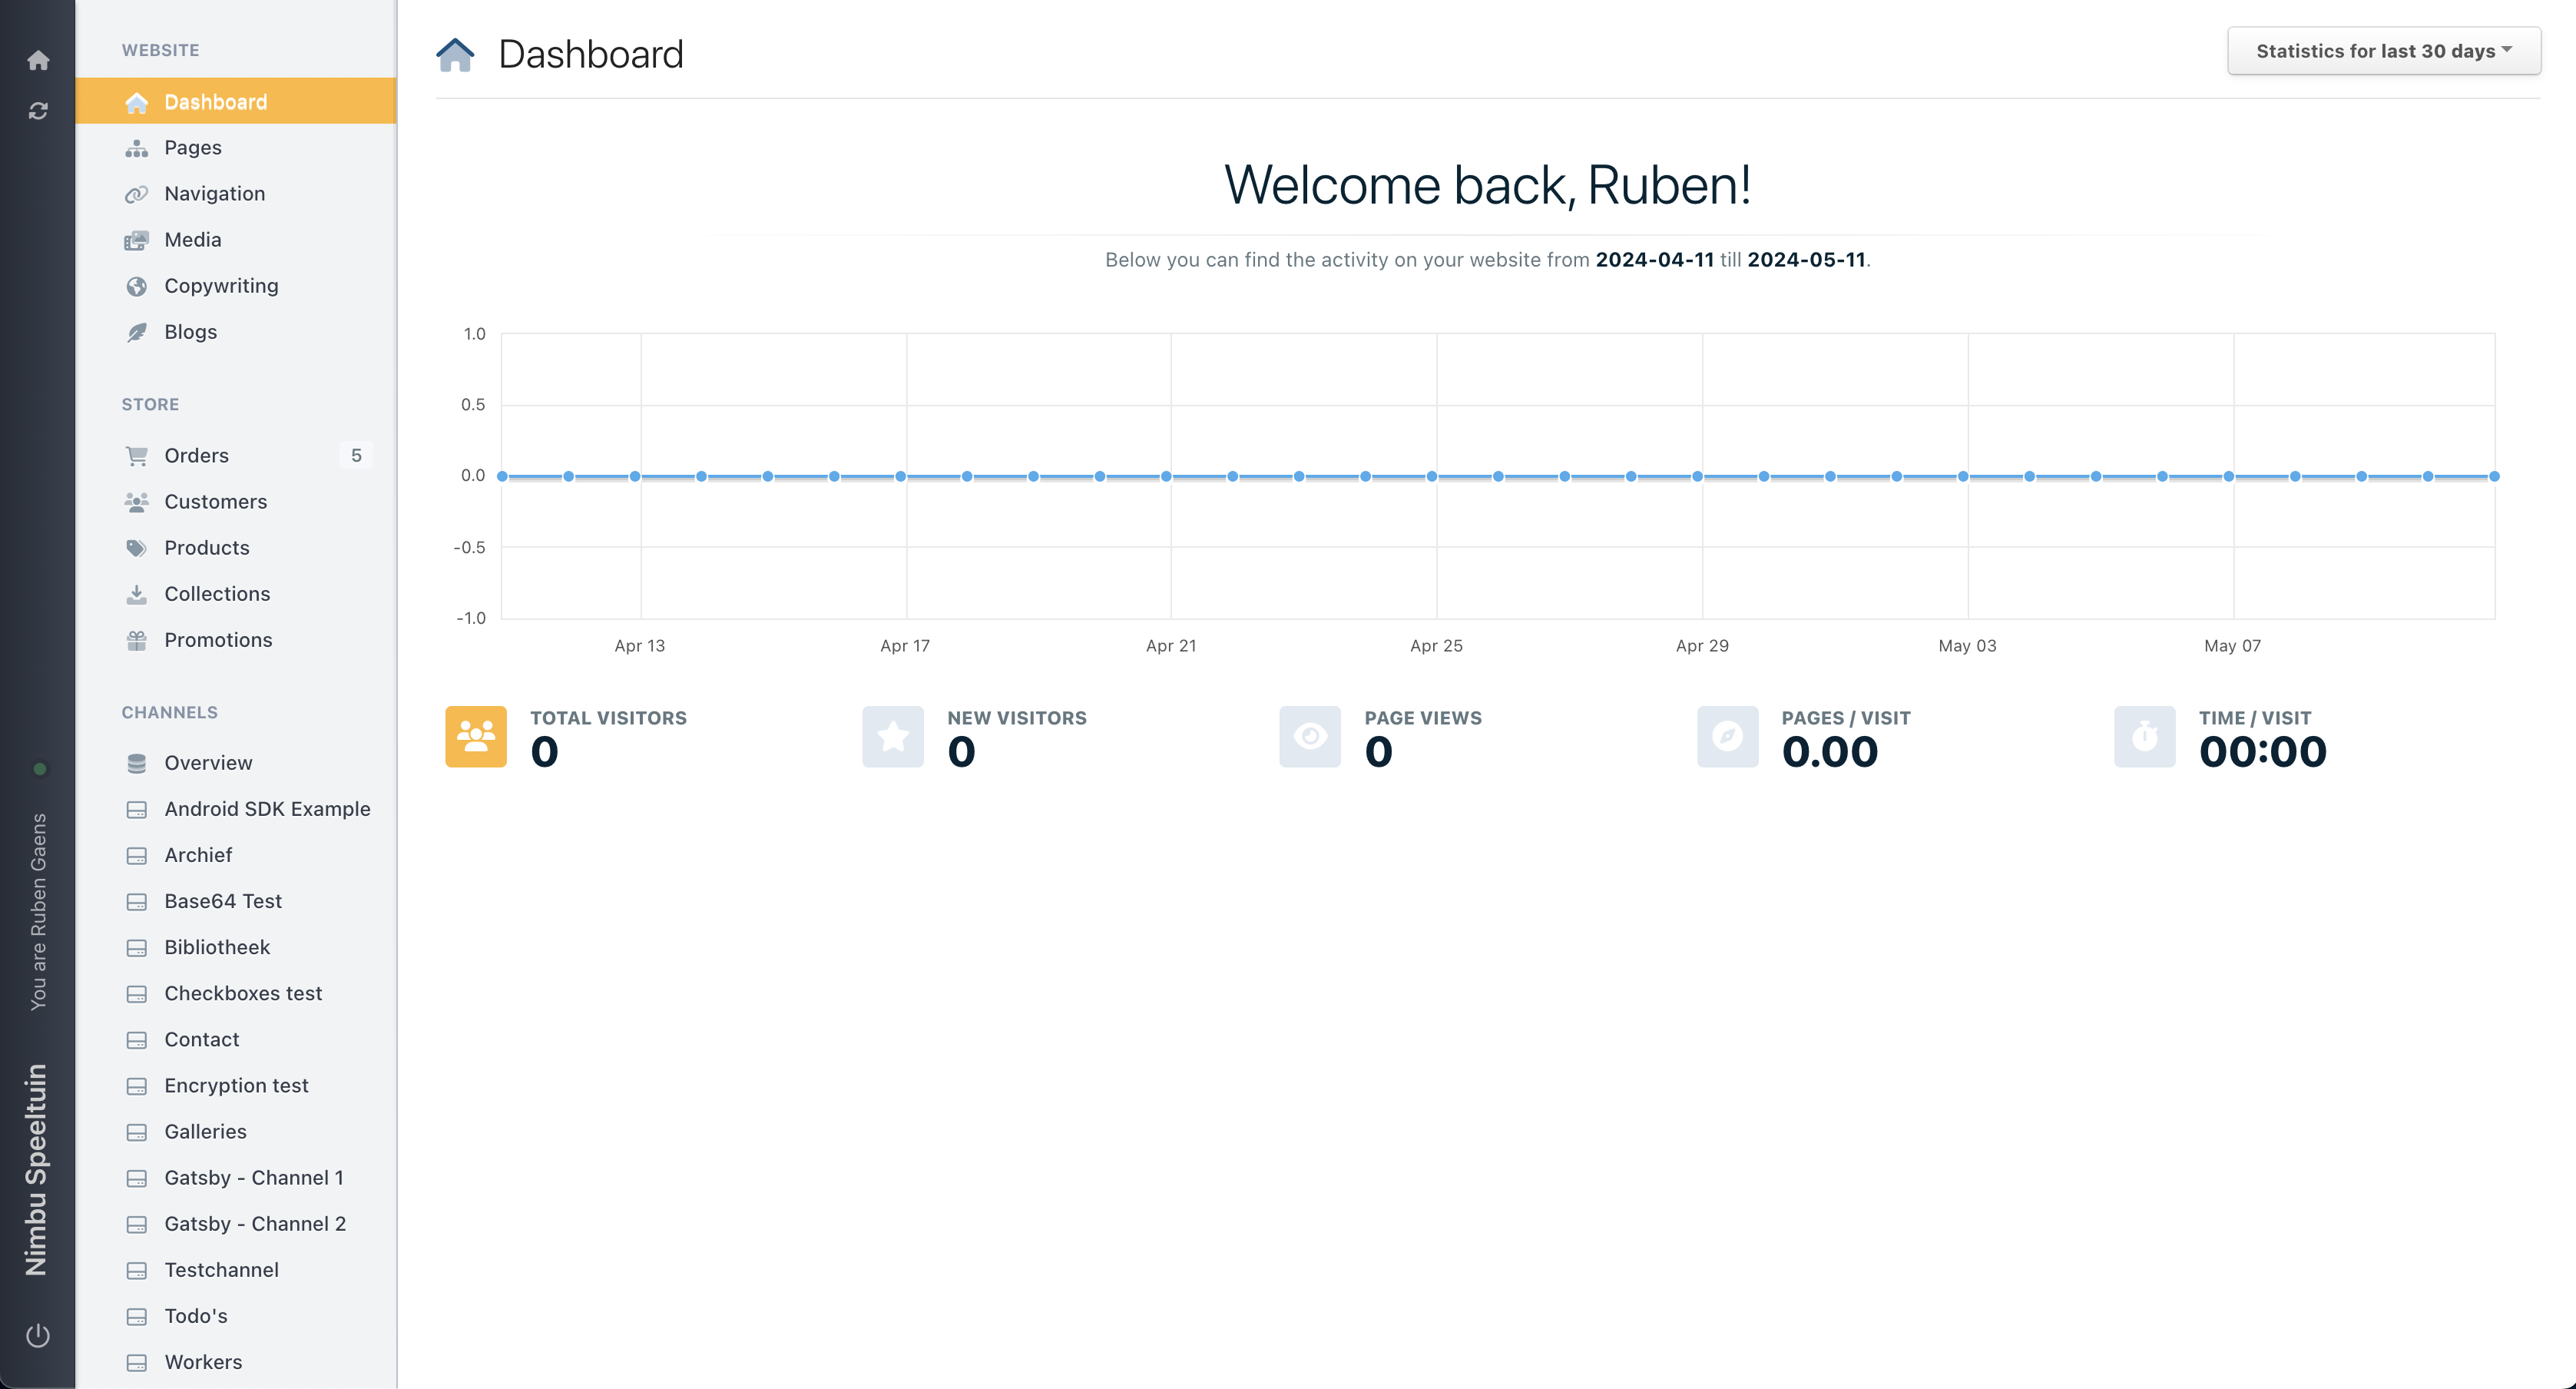 You are Ruben Gaens
Nimbu Speeltuin
WEBSITE
Dashboard
Pages
Navigation
Media
Copywriting
Blogs
STORE
Orders 5
Customers
Products
Collections
Promotions
CHANNELS
Overview
Android SDK Example
Archief
Base64 Test
Bibliotheek
Checkboxes test
Contact
Encryption test
Galleries
Gatsby - Channel 1
Gatsby - Channel 2
Testchannel
Todo's
Workers
Dashboard
Statistics for last 30 days
Welcome back, Ruben!
Below you can find the activity on your website from 2024-04-11 till 2024-05-11.
1.0
0.5
0.0
-0.5
-1.0
Apr 13 Apr 17 Apr 21 Apr 25 Apr 29 May 03 May 07
TOTAL VISITORS
0
NEW VISITORS
0
PAGE VIEWS
0
PAGES / VISIT
0.00
TIME / VISIT
00:00